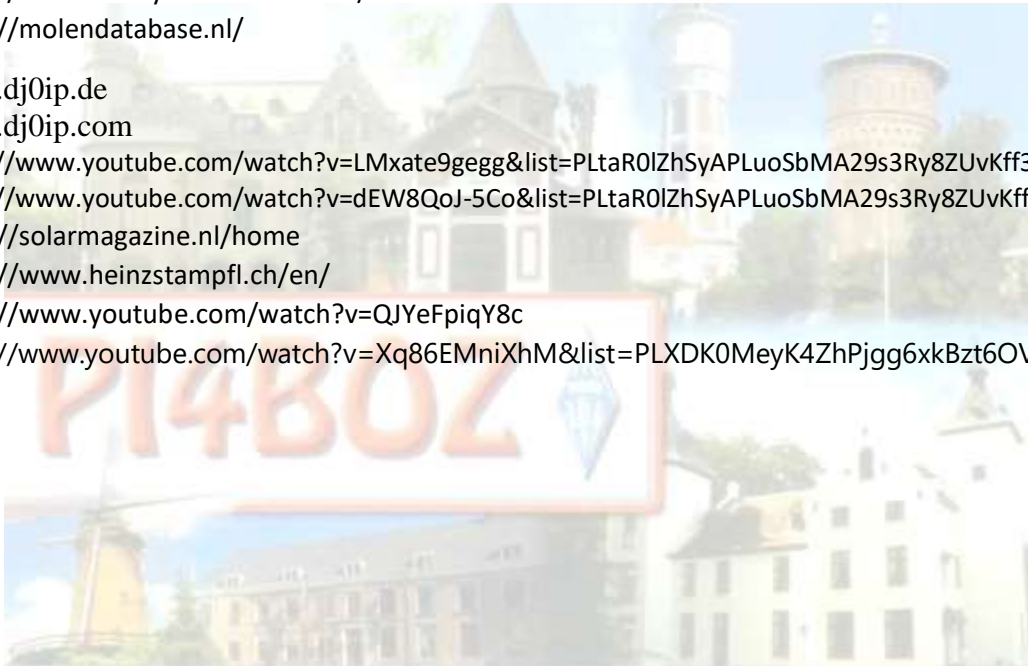 //molendatabase.nl/
.dj0ip.de
.dj0ip.com
//www.youtube.com/watch?v=LMxate9gegg&list=PLtaR0lZhSyAPLuoSbMA29s3Ry8ZUvKff3
//www.youtube.com/watch?v=dEW8QoJ-5Co&list=PLtaR0lZhSyAPLuoSbMA29s3Ry8ZUvKff
//solarmagazine.nl/home
//www.heinzstampfl.ch/en/
//www.youtube.com/watch?v=QJYeFpiqY8c
//www.youtube.com/watch?v=Xq86EMniXhM&list=PLXDK0MeyK4ZhPjgg6xkBzt6OV
PI4BOZ